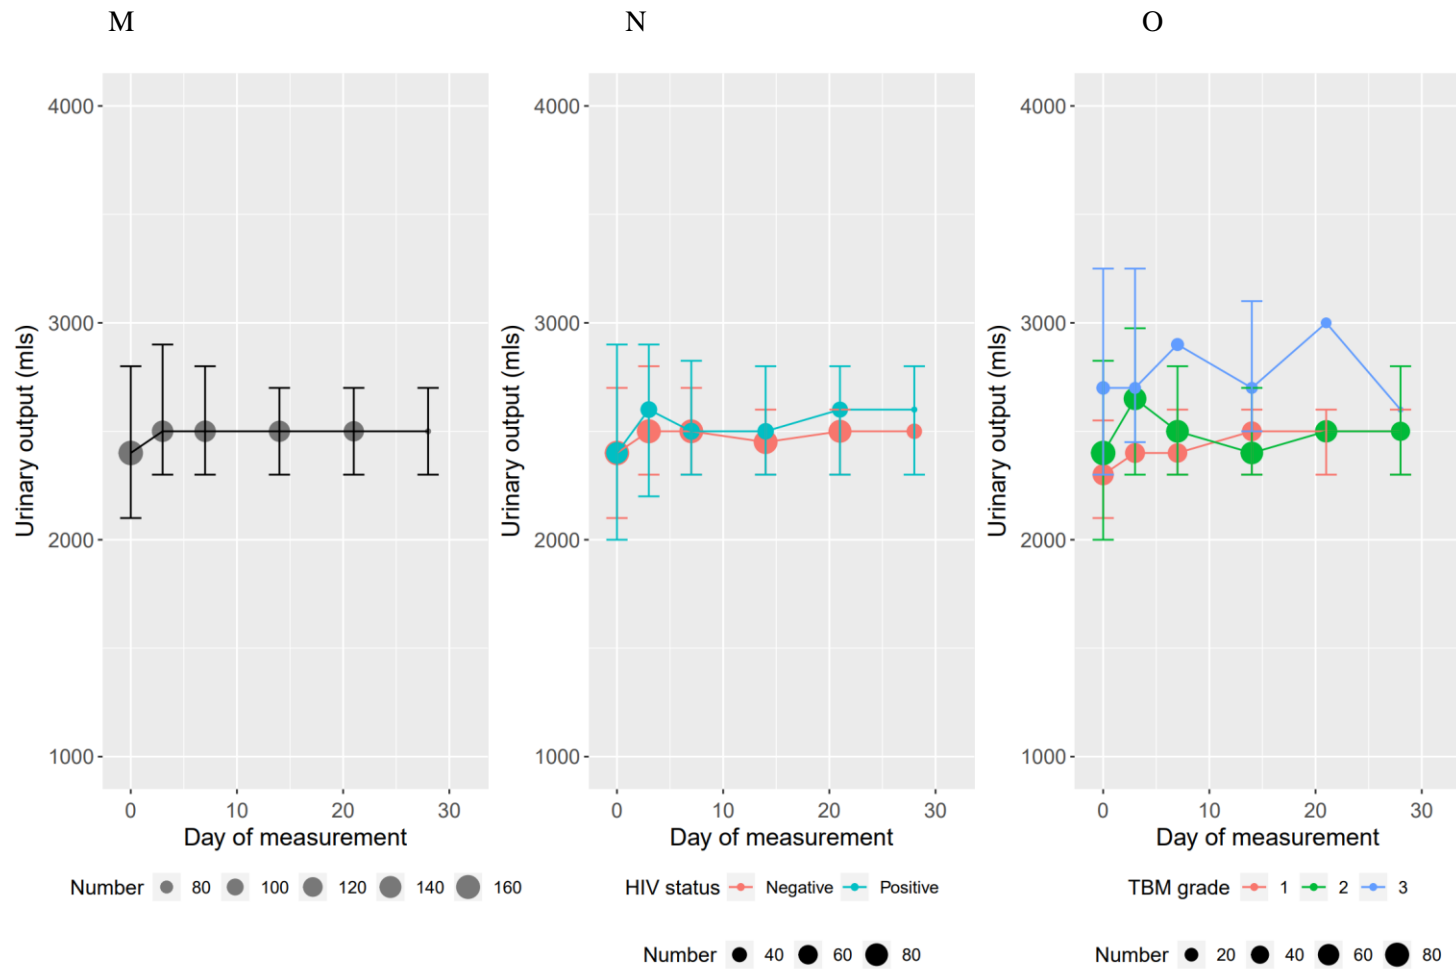 M N O
4000 4000 4000
3000 3000 3000
2000 2000 2000
1000 1000 1000
Urinary output (mls) Urinary output (mls) Urinary output (mls)
0 10 20 30 0 10 20 30 0 10 20 30
Day of measurement Day of measurement Day of measurement
Number 80 100 120 140 160 HIV status Negative Positive TBM grade 1 2 3
Number 40 60 80 Number 20 40 60 80